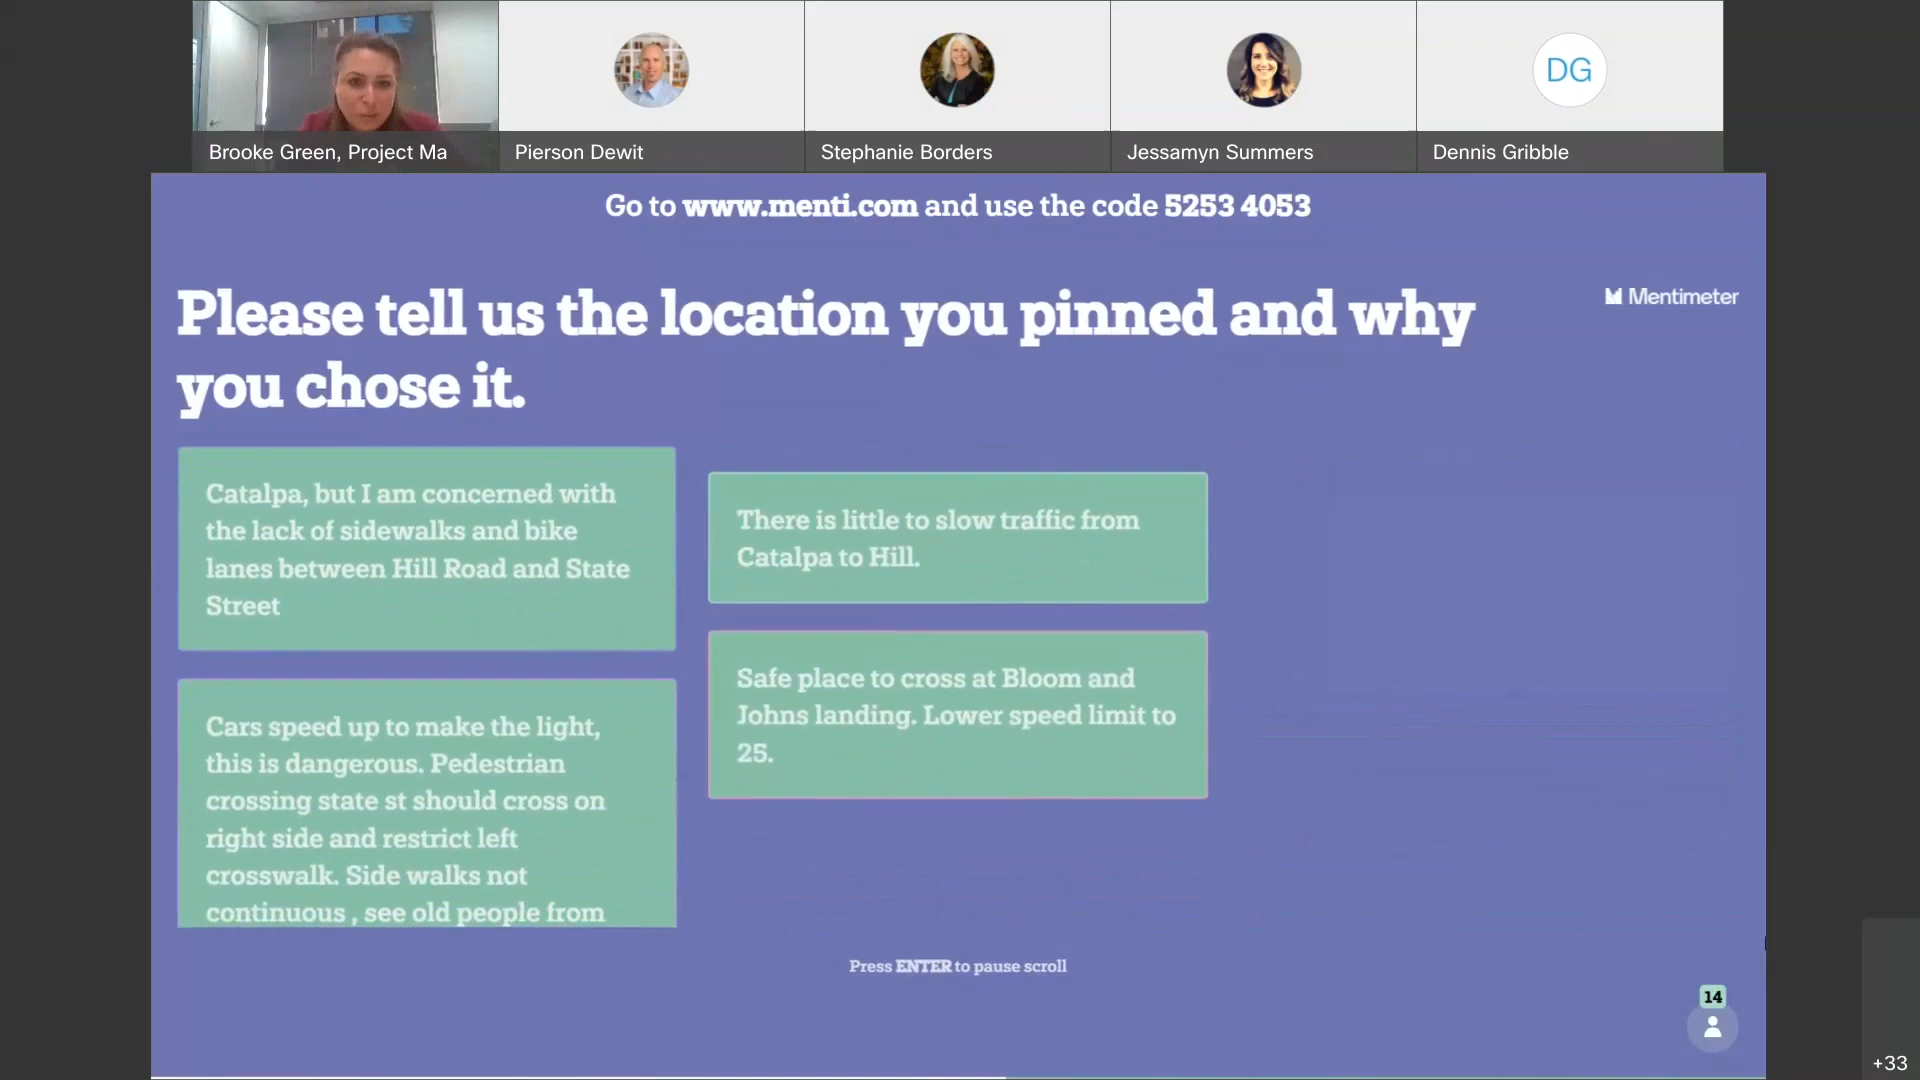 Brooke Green, Project Ma
Pierson Dewit
Stephanie Borders
Jessamyn Summers
DG
Dennis Gribble
Go to www.menti.com and use the code 5253 4053
Please tell us the location you pinned and why
you chose it.
Mentimeter
Catalpa, but I am concerned with
the lack of sidewalks and bike
lanes between Hill Road and State
Street
Cars speed up to make the light,
this is dangerous. Pedestrian
crossing state st should cross on
right side and restrict left
crosswalk. Side walks not
continuous , see old people from
There is little to slow traffic from
Catalpa to Hill.
Safe place to cross at Bloom and
Johns landing. Lower speed limit to
25.
Press ENTER to pause scroll
14
+33